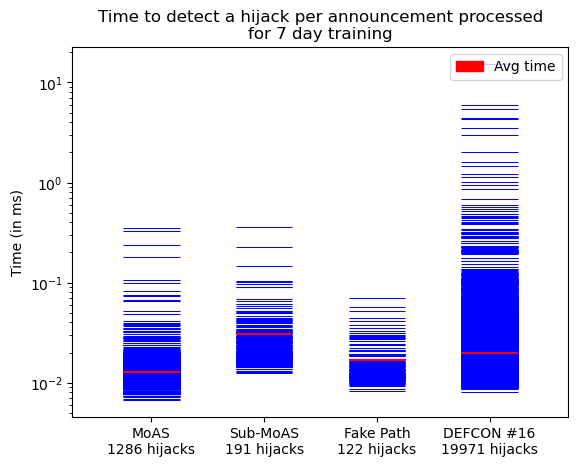 Time to detect a hijack per announcement processed
for 7 day training
Avg time
Time (in ms)
10¹
10⁰
10⁻¹
10⁻²
MoAS
1286 hijacks
Sub-MoAS
191 hijacks
Fake Path
122 hijacks
DEFCON #16
19971 hijacks